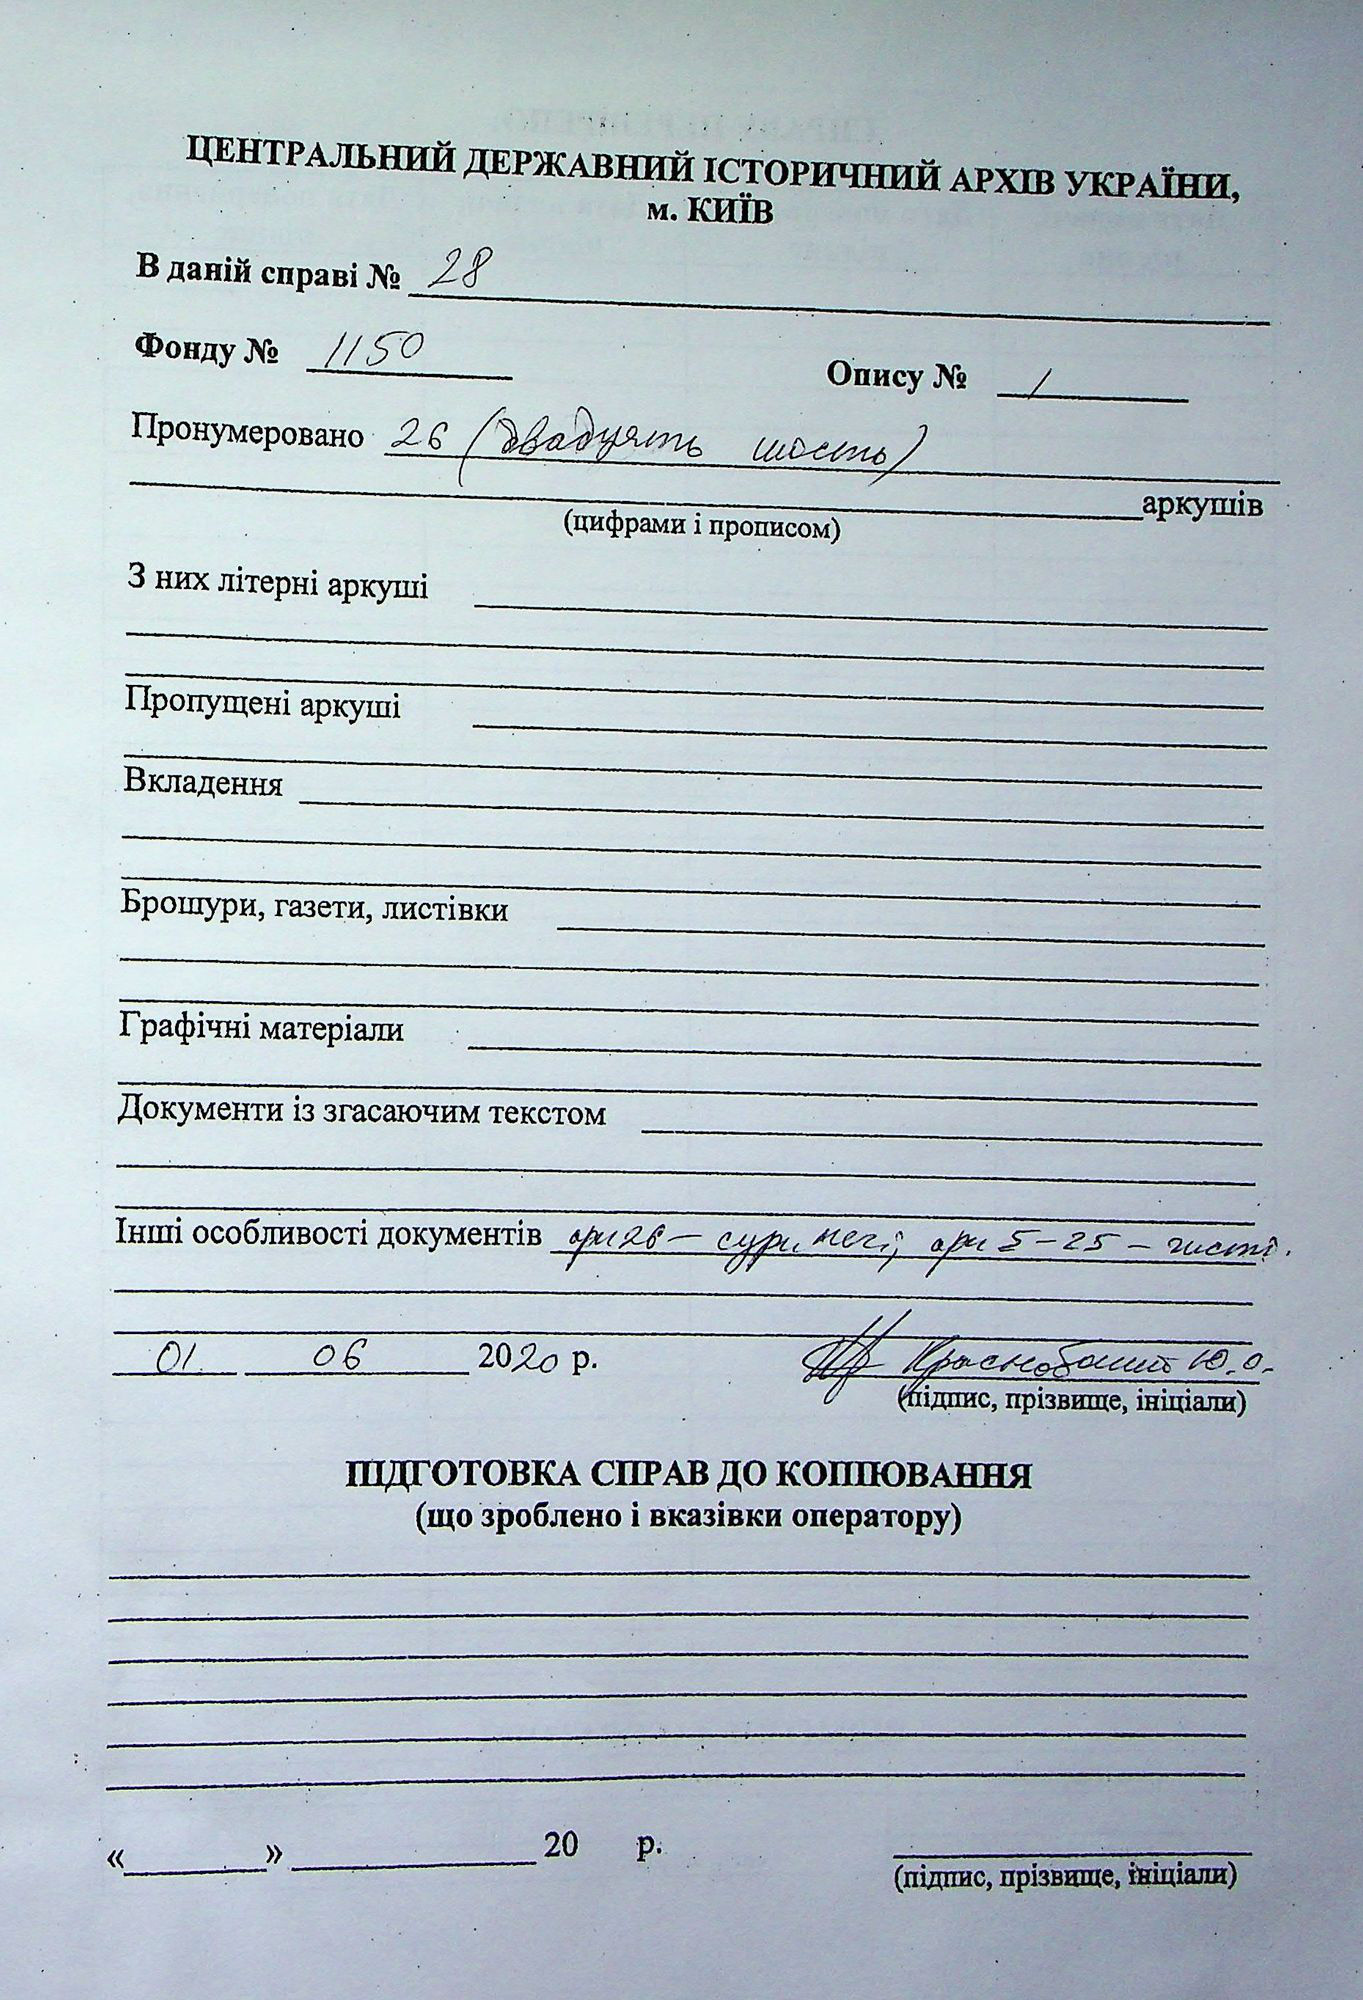 ЦЕНТРАЛЬНИЙ ДЕРЖАВНИЙ ІСТОРИЧНИЙ АРХІВ УКРАЇНИ,
м. КИЇВ
В даній справі № 28
Фонду № 1150 Опису № 1
Пронумеровано 26 (двадцять шість)
аркушів
(цифрами і прописом)
З них літерні аркуші
Пропущені аркуші
Вкладення
Брошури, газети, листівки
Графічні матеріали
Документи із згасаючим текстом
Інші особливості документів арк 26 – сург. печ; арк 5–25 – чисті.
01. 06 2020 р. Ю.О.
(підпис, прізвище, ініціали)
ПІДГОТОВКА СПРАВ ДО КОПІЮВАННЯ
(що зроблено і вказівки оператору)
« » 20 р.
(підпис, прізвище, ініціали)